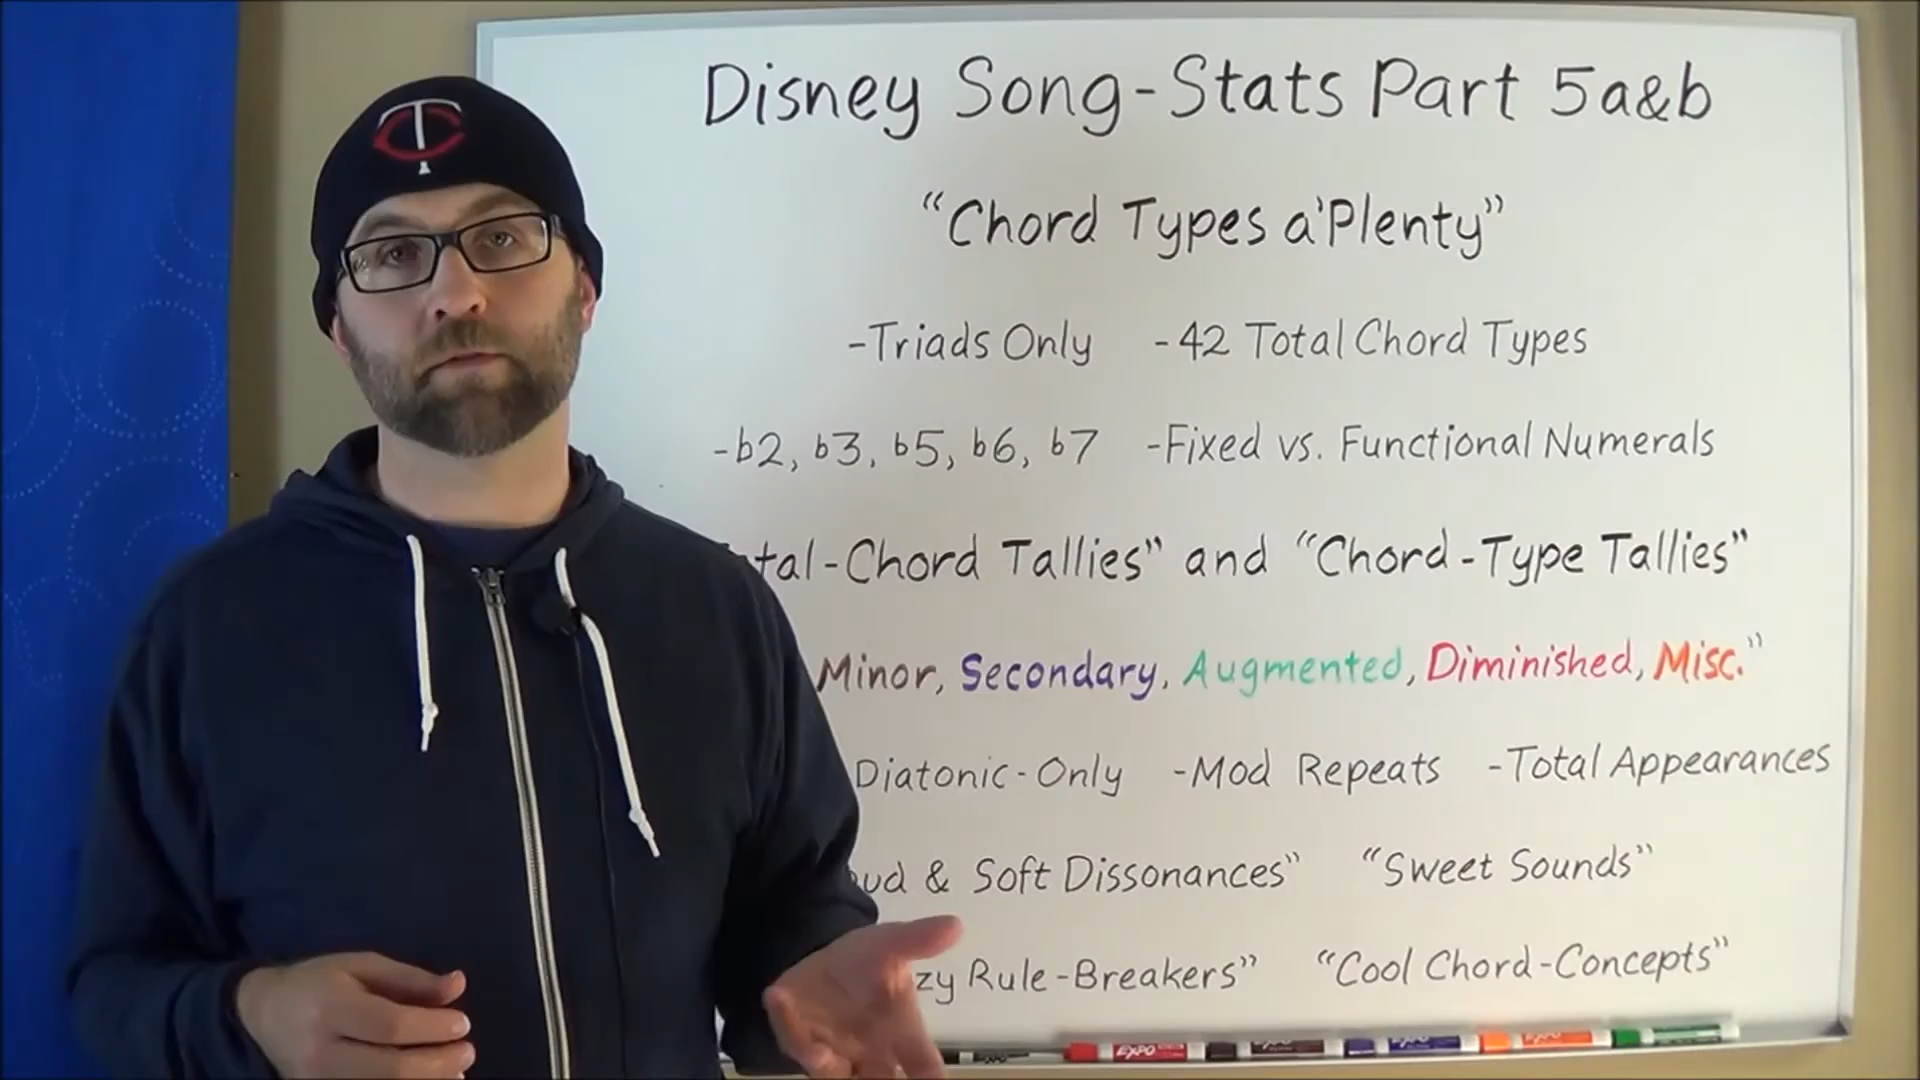 Disney Song-Stats Part 5a&b
"Chord Types a'Plenty"
-Triads Only -42 Total Chord Types
-b2, b3, b5, b6, b7 -Fixed vs. Functional Numerals
tal-Chord Tallies" and "Chord-Type Tallies"
Minor, Secondary, Augmented, Diminished, Misc."
Diatonic-Only -Mod Repeats -Total Appearances
ud & Soft Dissonances" "Sweet Sounds"
zy Rule-Breakers" "Cool Chord-Concepts"
TC
EXPO